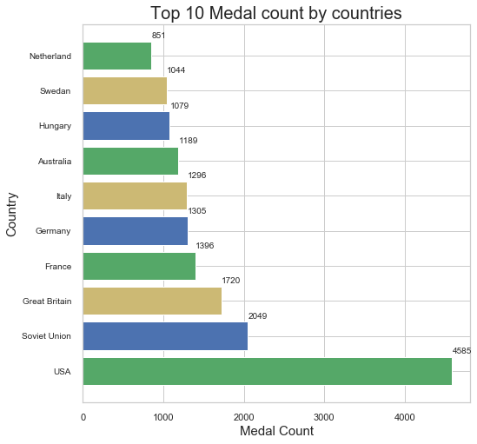 Top 10 Medal count by countries
Country
Netherland 851
Swedan 1044
Hungary 1079
Australia 1189
Italy 1296
Germany 1305
France 1396
Great Britain 1720
Soviet Union 2049
USA 4585
0 1000 2000 3000 4000
Medal Count